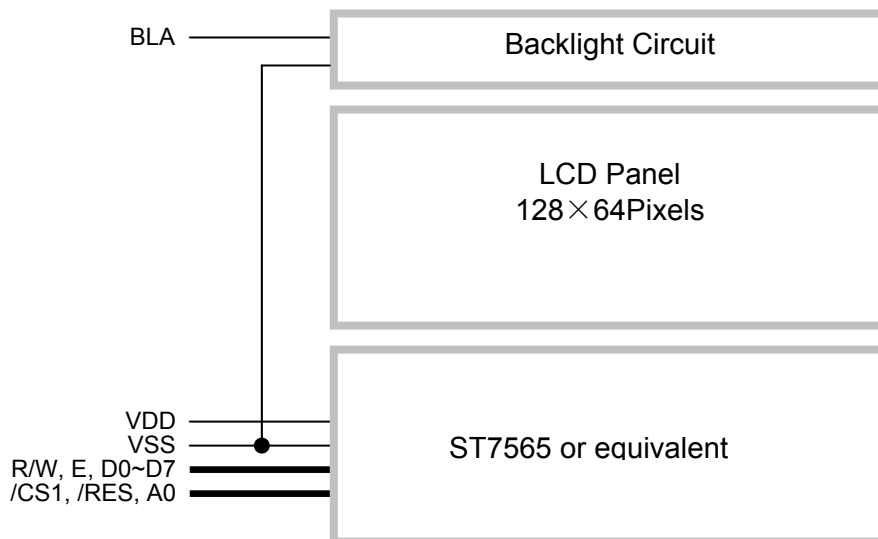 BLA
Backlight Circuit
LCD Panel
128×64Pixels
VDD
VSS
R/W, E, D0~D7
/CS1, /RES, A0
ST7565 or equivalent